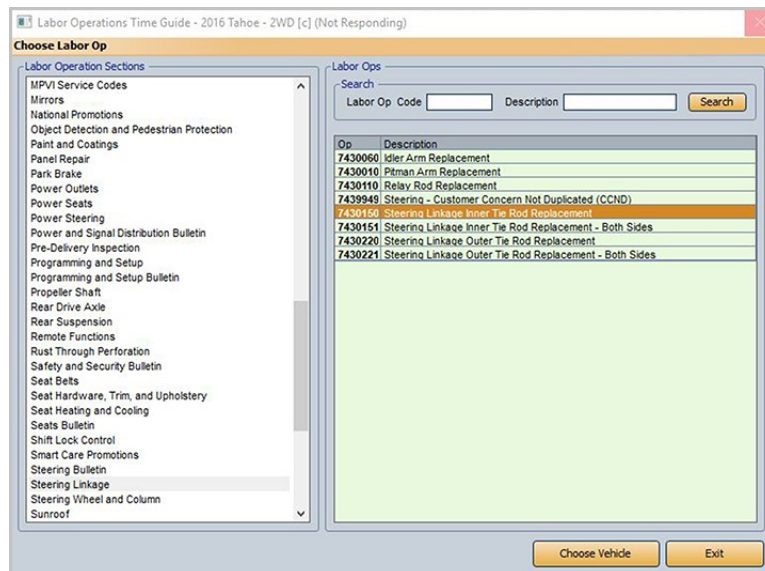 Labor Operations Time Guide - 2016 Tahoe - 2WD [c] (Not Responding)
Choose Labor Op
Labor Operation Sections
MPVI Service Codes
Mirrors
National Promotions
Object Detection and Pedestrian Protection
Paint and Coatings
Panel Repair
Park Brake
Power Outlets
Power Seats
Power Steering
Power and Signal Distribution Bulletin
Pre-Delivery Inspection
Programming and Setup
Programming and Setup Bulletin
Propeller Shaft
Rear Drive Axle
Rear Suspension
Remote Functions
Rust Through Perforation
Safety and Security Bulletin
Seat Belts
Seat Hardware, Trim, and Upholstery
Seat Heating and Cooling
Seats Bulletin
Shift Lock Control
Smart Care Promotions
Steering Bulletin
Steering Linkage
Steering Wheel and Column
Sunroof
Labor Ops
Search
Labor Op Code Description Search
Op Description
7430060 Idler Arm Replacement
7430010 Pitman Arm Replacement
7430110 Relay Rod Replacement
7439949 Steering - Customer Concern Not Duplicated (CCND)
7430150 Steering Linkage Inner Tie Rod Replacement
7430151 Steering Linkage Inner Tie Rod Replacement - Both Sides
7430220 Steering Linkage Outer Tie Rod Replacement
7430221 Steering Linkage Outer Tie Rod Replacement - Both Sides
Choose Vehicle Exit